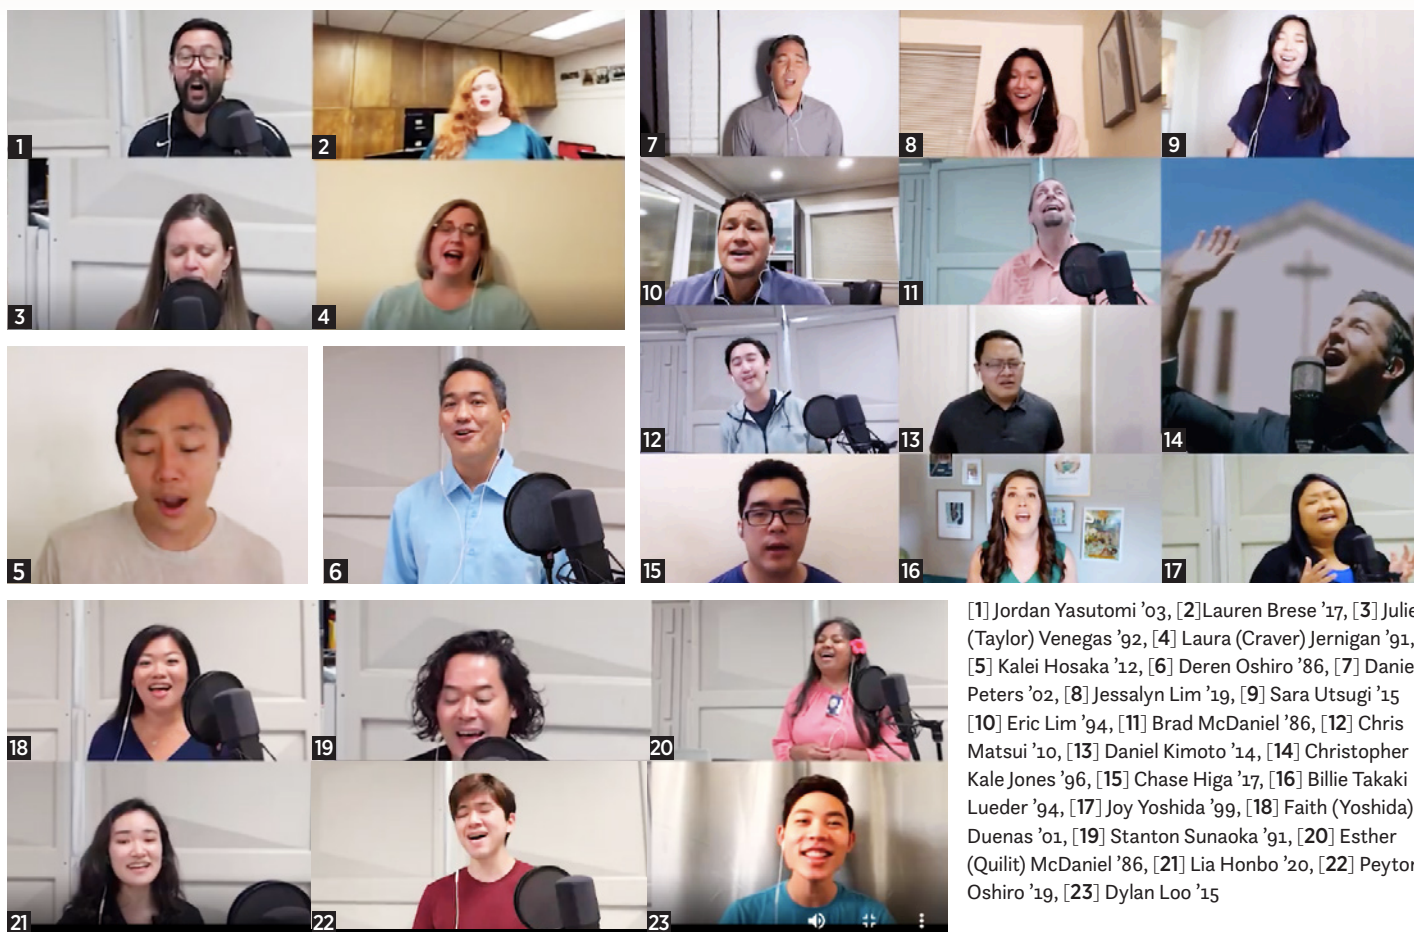 1
2
3
4
5
6
7
8
9
10
11
12
13
14
15
16
17
18
19
20
21
22
23
[1] Jordan Yasutomi ’03, [2]Lauren Brese ’17, [3] Julie
(Taylor) Venegas ’92, [4] Laura (Craver) Jernigan ’91,
[5] Kalei Hosaka ’12, [6] Deren Oshiro ’86, [7] Danie
Peters ’02, [8] Jessalyn Lim ’19, [9] Sara Utsugi ’15
[10] Eric Lim ’94, [11] Brad McDaniel ’86, [12] Chris
Matsui ’10, [13] Daniel Kimoto ’14, [14] Christopher
Kale Jones ’96, [15] Chase Higa ’17, [16] Billie Takaki
Lueder ’94, [17] Joy Yoshida ’99, [18] Faith (Yoshida)
Duenas ’01, [19] Stanton Sunaoka ’91, [20] Esther
(Quilit) McDaniel ’86, [21] Lia Honbo ’20, [22] Peyton
Oshiro ’19, [23] Dylan Loo ’15